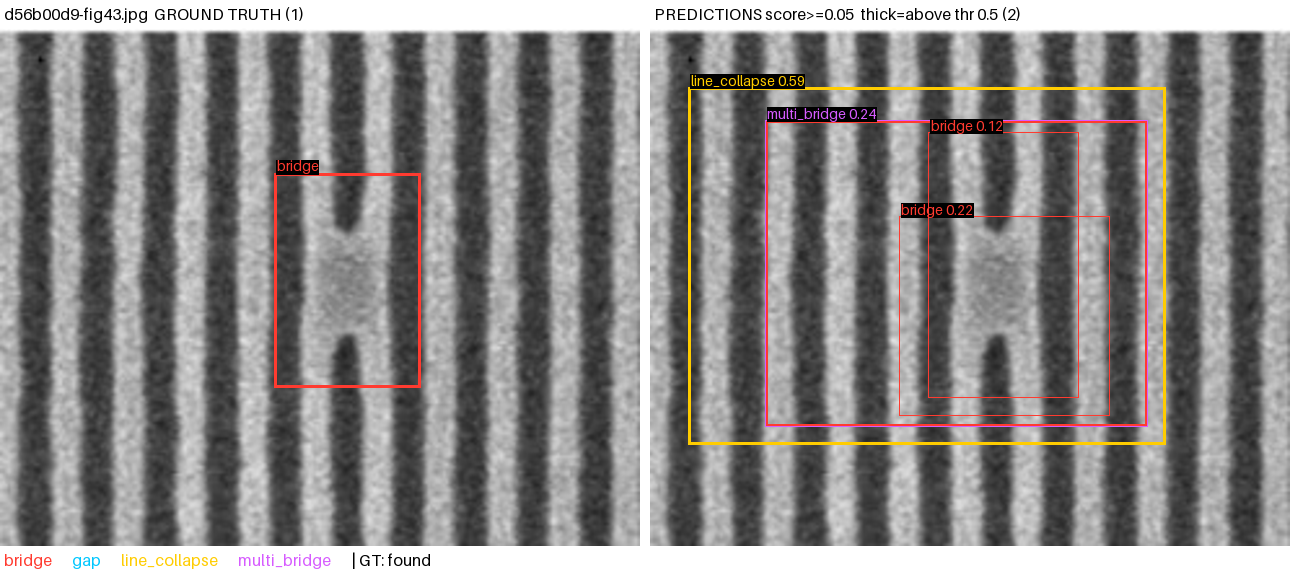 d56b00d9-fig43.jpg GROUND TRUTH (1)
PREDICTIONS score>=0.05 thick=above thr 0.5 (2)
bridge
line_collapse 0.59
multi_bridge 0.24
bridge 0.12
bridge 0.22
bridge gap line_collapse multi_bridge | GT: found